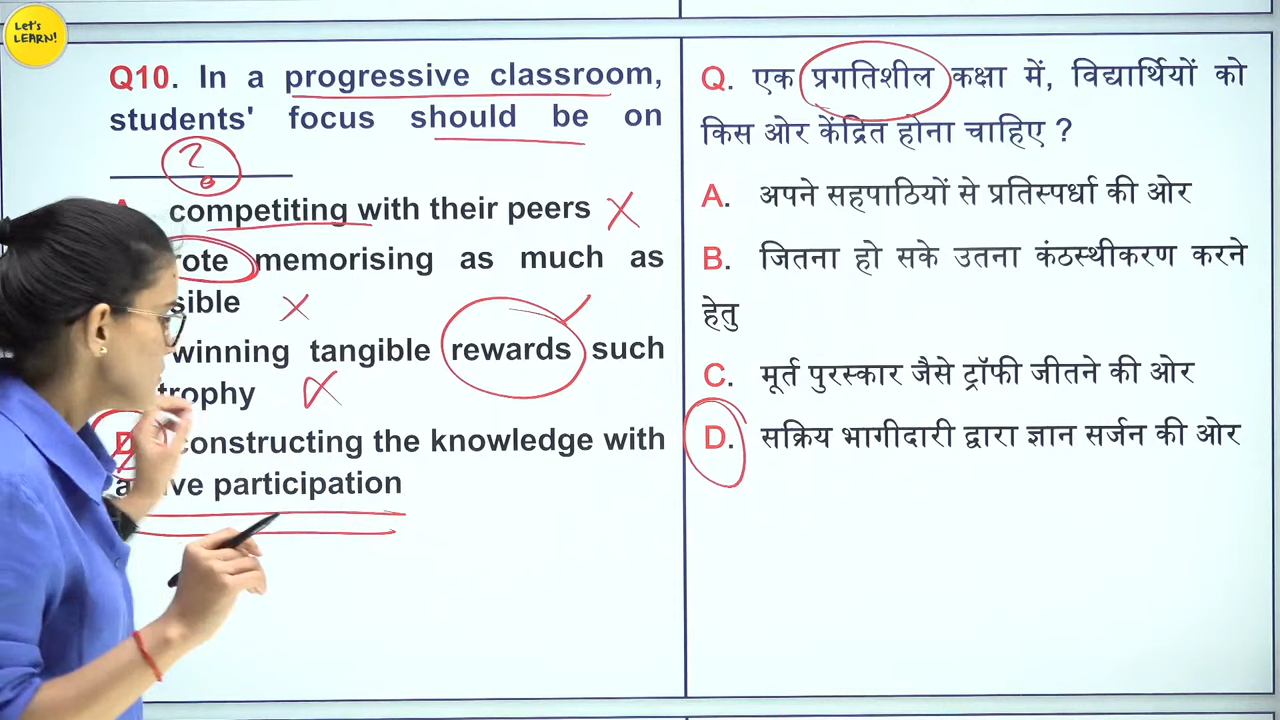 Let's
LEARN!
Q10. In a progressive classroom,
students' focus should be on
?
competiting with their peers
rote memorising as much as
sible
winning tangible rewards such
trophy
D. constructing the knowledge with
participation
Q. एक प्रगतिशील कक्षा में, विद्यार्थियों को
किस ओर केंद्रित होना चाहिए ?
A. अपने सहपाठियों से प्रतिस्पर्धा की ओर
B. जितना हो सके उतना कंठस्थीकरण करने
हेतु
C. मूर्त पुरस्कार जैसे ट्रॉफी जीतने की ओर
D. सक्रिय भागीदारी द्वारा ज्ञान सर्जन की ओर